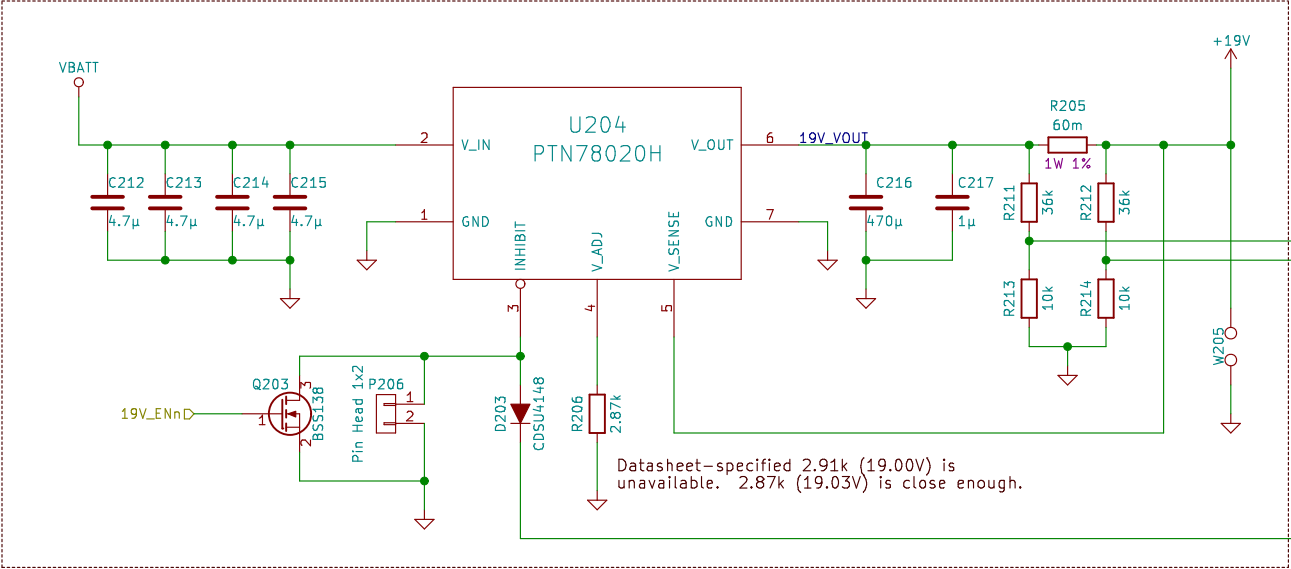 +19V
VBATT
R205
60m
U204
PTN78020H
2
V_IN
V_OUT
6
19V_VOUT
1W 1%
C212
4.7µ
C213
4.7µ
C214
4.7µ
C215
4.7µ
C216
470µ
C217
1µ
R211
36k
R212
36k
1
GND
GND
7
INHIBIT
V_ADJ
V_SENSE
3
4
5
R213
10k
R214
10k
W205
Q203
3
BSS138
1
2
19V_ENn
Pin Head 1x2
P206
1
2
D203
CDSU4148
R206
2.87k
Datasheet-specified 2.91k (19.00V) is
unavailable.  2.87k (19.03V) is close enough.